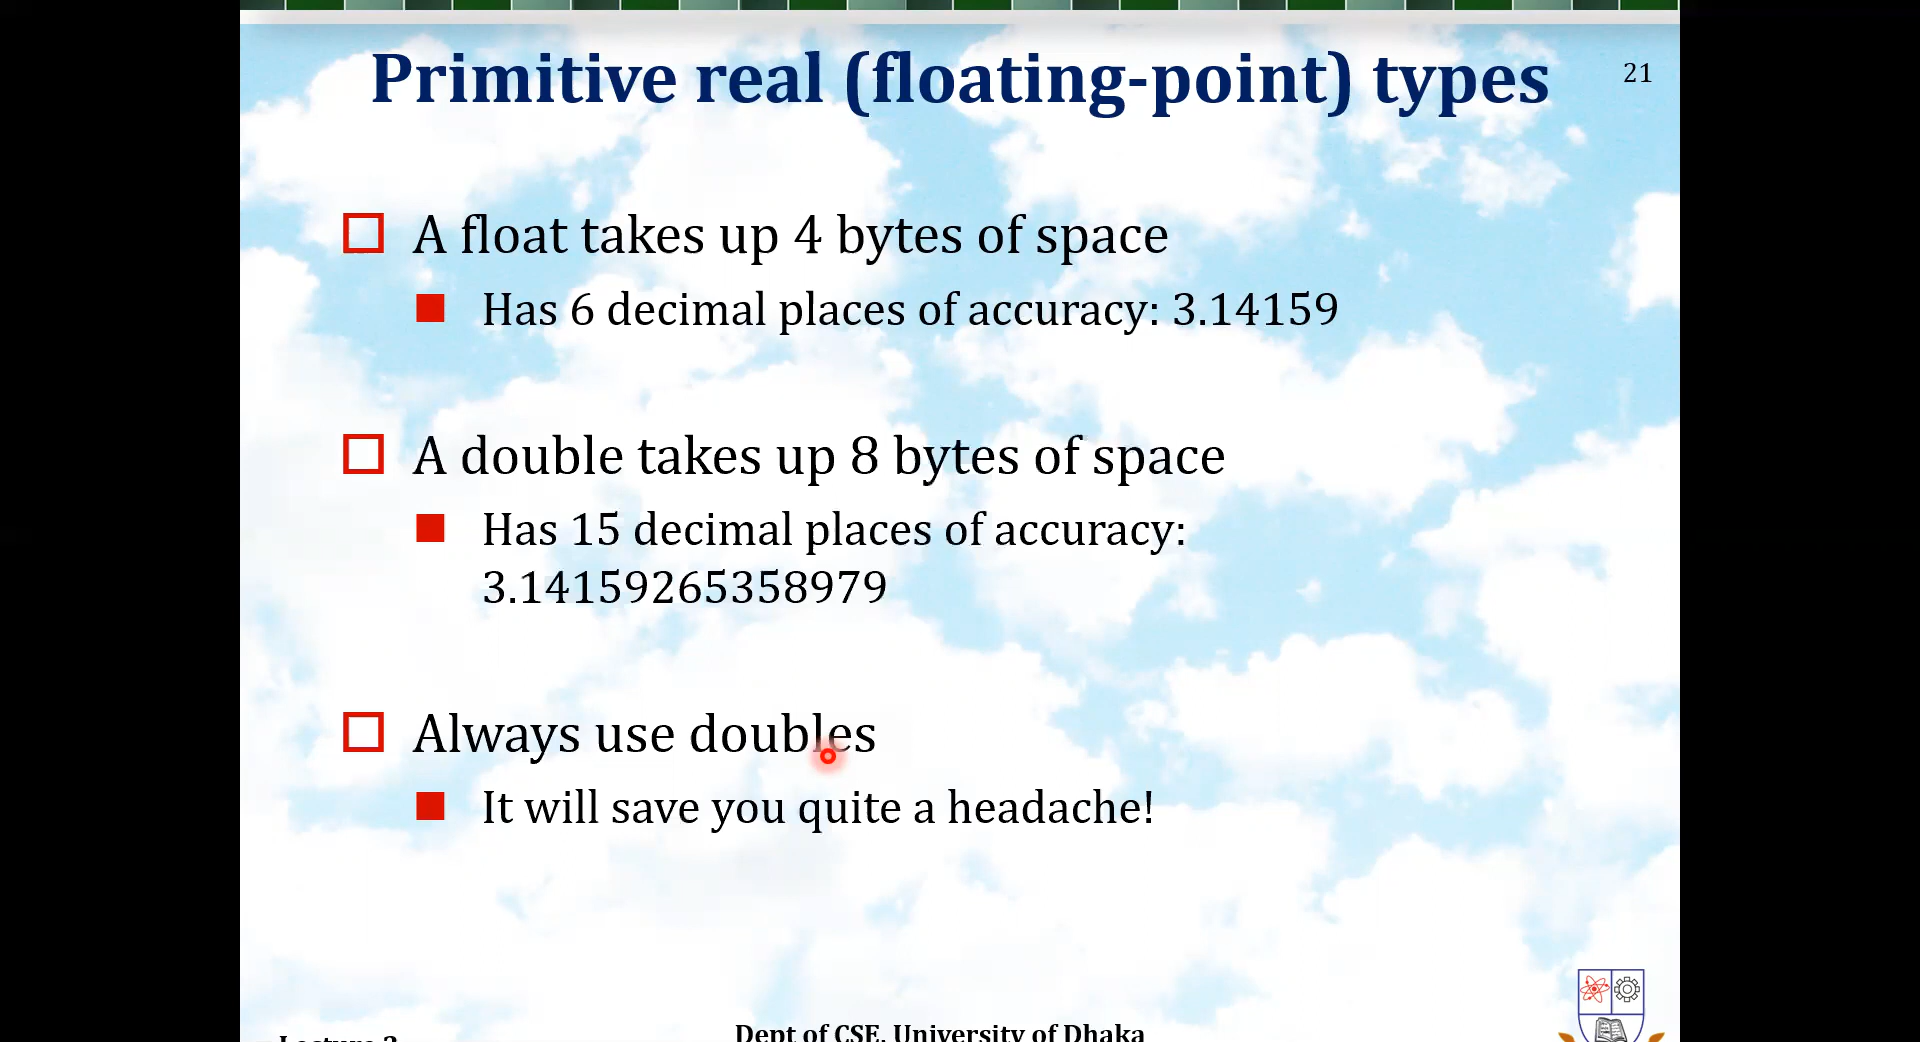 Primitive real (floating-point) types
21
A float takes up 4 bytes of space
Has 6 decimal places of accuracy: 3.14159
A double takes up 8 bytes of space
Has 15 decimal places of accuracy:
3.14159265358979
Always use doubles
It will save you quite a headache!
Dept of CSE, University of Dhaka